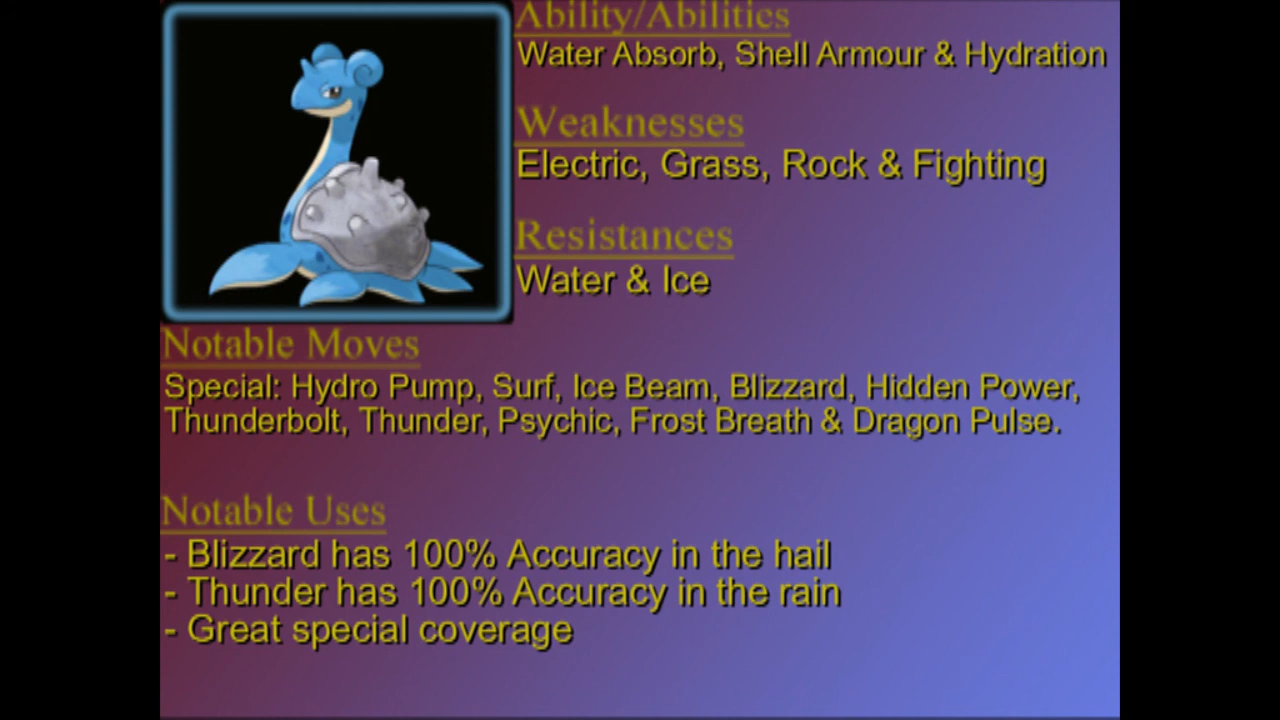 Ability/Abilities
Water Absorb, Shell Armour & Hydration
Weaknesses
Electric, Grass, Rock & Fighting
Resistances
Water & Ice
Notable Moves
Special: Hydro Pump, Surf, Ice Beam, Blizzard, Hidden Power,
Thunderbolt, Thunder, Psychic, Frost Breath & Dragon Pulse.
Notable Uses
- Blizzard has 100% Accuracy in the hail
- Thunder has 100% Accuracy in the rain
- Great special coverage